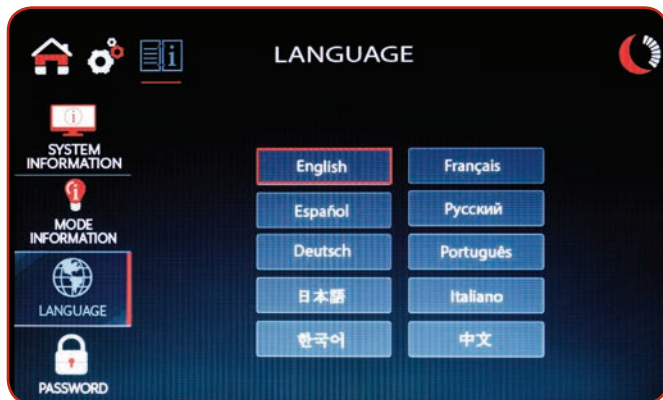 LANGUAGE
SYSTEM
INFORMATION
MODE
INFORMATION
LANGUAGE
PASSWORD
English
Français
Español
Русский
Deutsch
Português
日本語
Italiano
한국어
中文